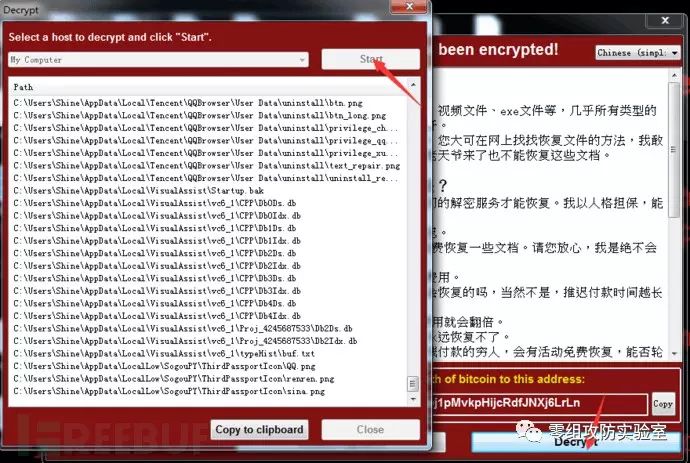 Decrypt
Select a host to decrypt and click "Start".
My Computer
Start
Path
C:\Users\Shine\AppData\Local\Tencent\QQBrowser\User Data\uninstall\btn.png
C:\Users\Shine\AppData\Local\Tencent\QQBrowser\User Data\uninstall\btn_long.png
C:\Users\Shine\AppData\Local\Tencent\QQBrowser\User Data\uninstall\privilege_ch...
C:\Users\Shine\AppData\Local\Tencent\QQBrowser\User Data\uninstall\privilege_qq...
C:\Users\Shine\AppData\Local\Tencent\QQBrowser\User Data\uninstall\privilege_xu...
C:\Users\Shine\AppData\Local\Tencent\QQBrowser\User Data\uninstall\text_repair.png
C:\Users\Shine\AppData\Local\Tencent\QQBrowser\User Data\uninstall\uninstall_re...
C:\Users\Shine\AppData\Local\VisualAssist\Startup.bak
C:\Users\Shine\AppData\Local\VisualAssist\vc6_1\CPP\Db0Ds.db
C:\Users\Shine\AppData\Local\VisualAssist\vc6_1\CPP\Db0Idx.db
C:\Users\Shine\AppData\Local\VisualAssist\vc6_1\CPP\Db1Ds.db
C:\Users\Shine\AppData\Local\VisualAssist\vc6_1\CPP\Db1Idx.db
C:\Users\Shine\AppData\Local\VisualAssist\vc6_1\CPP\Db2Ds.db
C:\Users\Shine\AppData\Local\VisualAssist\vc6_1\CPP\Db2Idx.db
C:\Users\Shine\AppData\Local\VisualAssist\vc6_1\CPP\Db3Ds.db
C:\Users\Shine\AppData\Local\VisualAssist\vc6_1\CPP\Db3Idx.db
C:\Users\Shine\AppData\Local\VisualAssist\vc6_1\CPP\Db4Ds.db
C:\Users\Shine\AppData\Local\VisualAssist\vc6_1\CPP\Db4Idx.db
C:\Users\Shine\AppData\Local\VisualAssist\vc6_1\Proj_4245687533\Db2Ds.db
C:\Users\Shine\AppData\Local\VisualAssist\vc6_1\Proj_4245687533\Db2Idx.db
C:\Users\Shine\AppData\Local\VisualAssist\vc6_1\typeHist\buf.txt
C:\Users\Shine\AppData\LocalLow\SogouPY\ThirdPassportIcon\QQ.png
C:\Users\Shine\AppData\LocalLow\SogouPY\ThirdPassportIcon\renren.png
C:\Users\Shine\AppData\LocalLow\SogouPY\ThirdPassportIcon\sina.png
Copy to clipboard
Close
been encrypted!
Chinese (simpl:
视频文件、exe文件等，几乎所有类型的
您大可在网上找找恢复文件的方法，我敢
老天爷来了也不能恢复这些文档。
？
的解密服务才能恢复。我以人格担保，能
费恢复一些文档。请您放心，我是绝不会
费用。
恢复的吗，当然不是，推迟付款时间越长
用就会翻倍。
永远恢复不了。
付款的穷人，会有活动免费恢复，能否轮
th of bitcoin to this address:
j1pMvkpHijcRdfJNXj6LrLn
Copy
Decrypt
REEBUF
零组攻防实验室